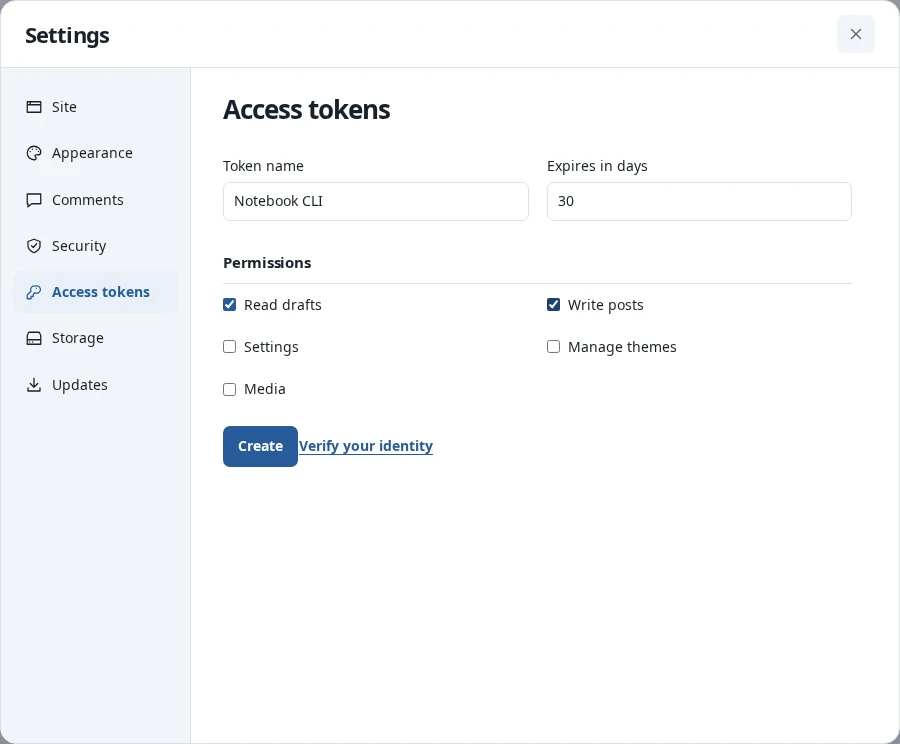 Settings
Site
Appearance
Comments
Security
Access tokens
Storage
Updates
Access tokens
Token name
Expires in days
Notebook CLI
30
Permissions
Read drafts
Write posts
Settings
Manage themes
Media
Create
Verify your identity